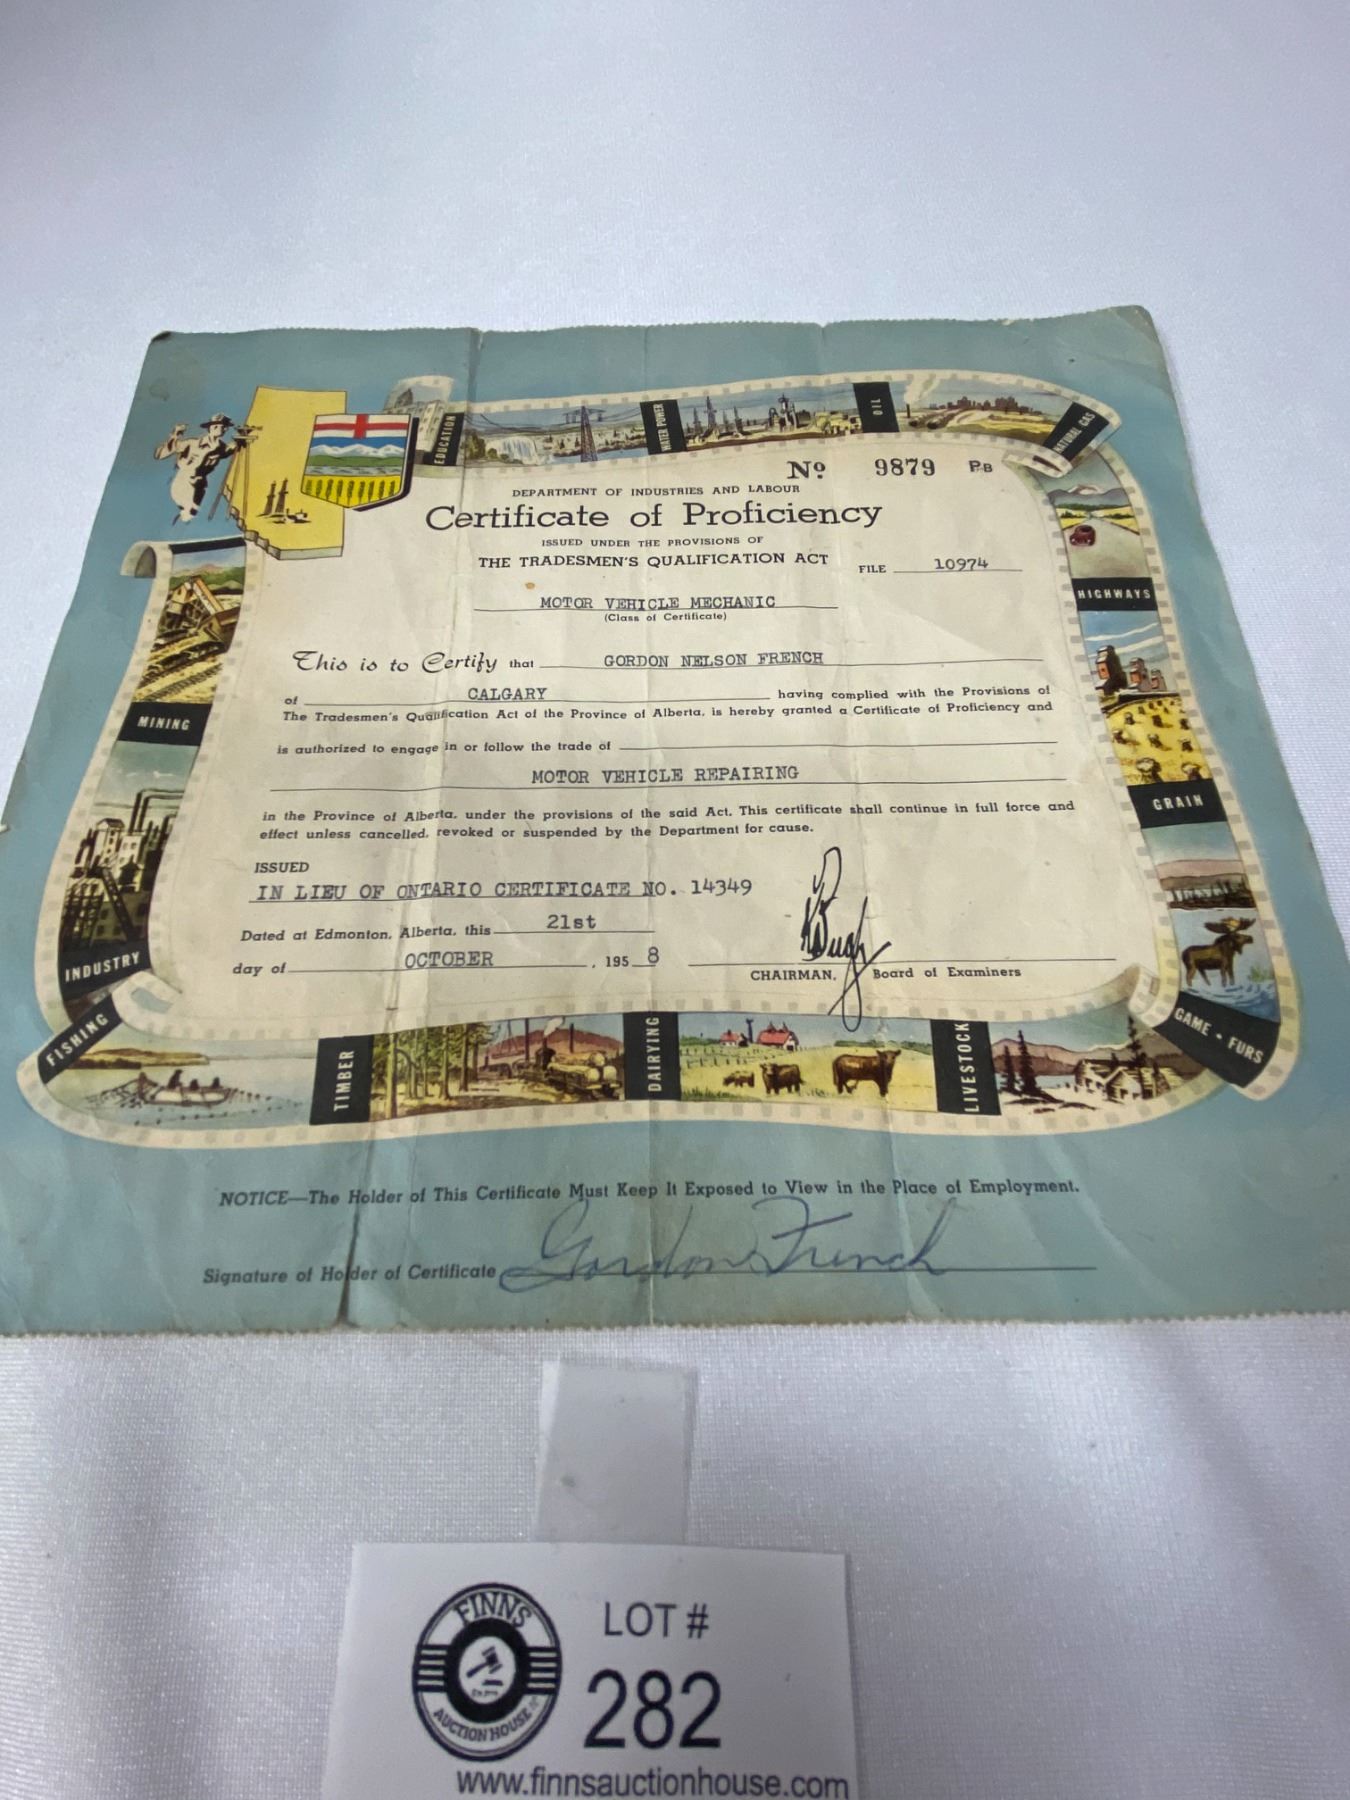 EDUCATION
WATER POWER
OIL
NATURAL GAS
No. 9879 PB
DEPARTMENT OF INDUSTRIES AND LABOUR
Certificate of Proficiency
ISSUED UNDER THE PROVISIONS OF
THE TRADESMEN'S QUALIFICATION ACT
FILE 10974
MOTOR VEHICLE MECHANIC
(Class of Certificate)
HIGHWAYS
This is to Certify that GORDON NELSON FRENCH
of CALGARY having complied with the Provisions of
The Tradesmen's Qualification Act of the Province of Alberta, is hereby granted a Certificate of Proficiency and
MINING
is authorized to engage in or follow the trade of
MOTOR VEHICLE REPAIRING
GRAIN
in the Province of Alberta, under the provisions of the said Act. This certificate shall continue in full force and
effect unless cancelled, revoked or suspended by the Department for cause.
ISSUED
IN LIEU OF ONTARIO CERTIFICATE NO. 14349
Dated at Edmonton, Alberta, this 21st
day of OCTOBER, 1958
CHAIRMAN, Board of Examiners
INDUSTRY
FISHING
TIMBER
DAIRYING
LIVESTOCK
GAME - FURS
NOTICE—The Holder of This Certificate Must Keep It Exposed to View in the Place of Employment.
Signature of Holder of Certificate Gordon French
FINNS
AUCTION HOUSE
LOT #
282
www.finnsauctionhouse.com